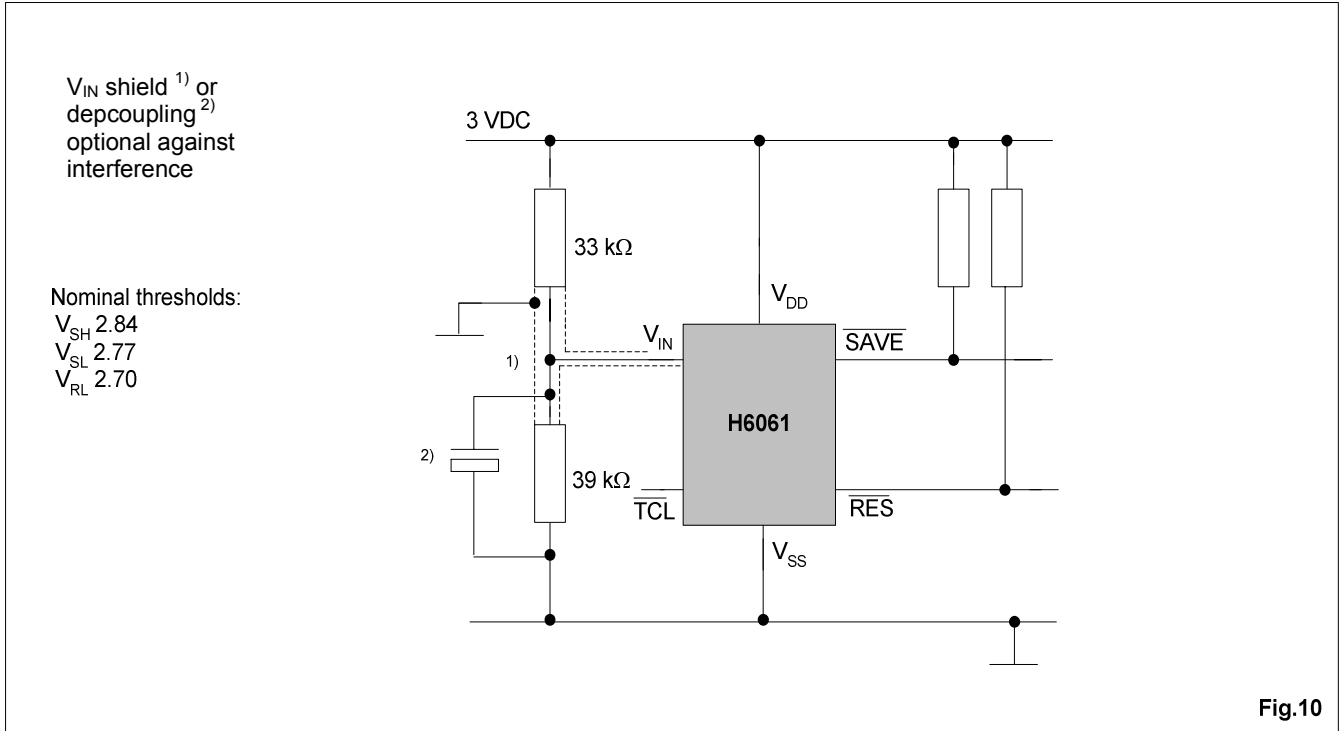 V_IN shield 1) or
depcoupling 2)
optional against
interference
Nominal thresholds:
V_SH 2.84
V_SL 2.77
V_RL 2.70
3 VDC
33 kΩ
V_DD
V_IN
SAVE
1)
H6061
2)
39 kΩ
TCL
RES
V_SS
Fig.10